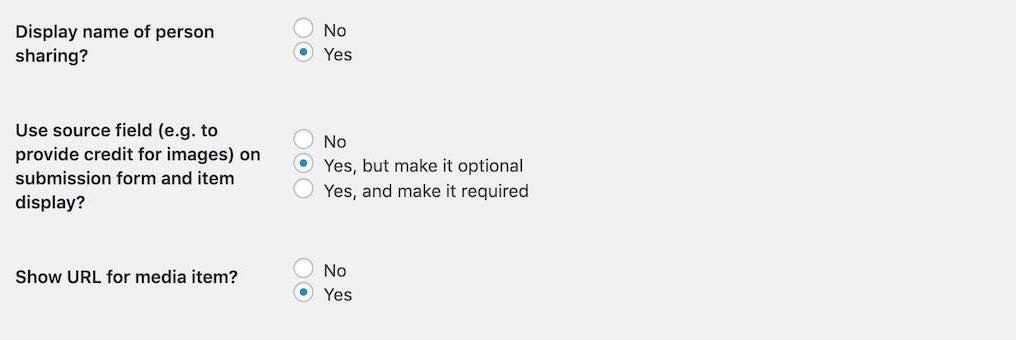 Display name of person
sharing?
No
Yes
Use source field (e.g. to
provide credit for images) on
submission form and item
display?
No
Yes, but make it optional
Yes, and make it required
Show URL for media item?
No
Yes